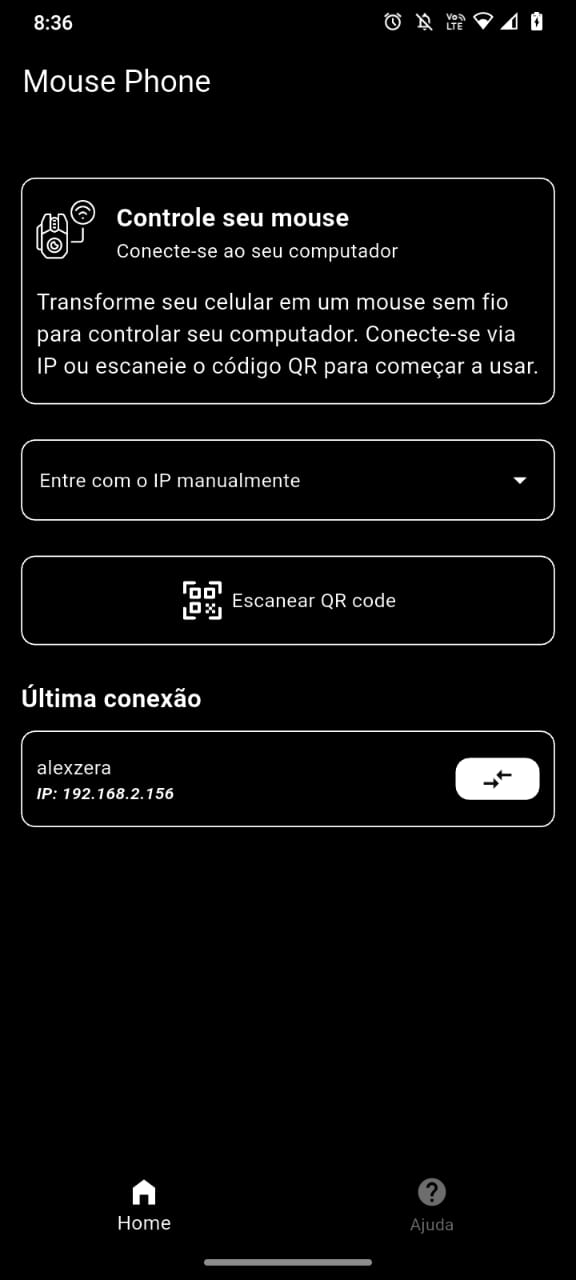 8:36
Vo)) LTE
Mouse Phone
Controle seu mouse
Conecte-se ao seu computador
Transforme seu celular em um mouse sem fio
para controlar seu computador. Conecte-se via
IP ou escaneie o código QR para começar a usar.
Entre com o IP manualmente
Escanear QR code
Última conexão
alexzera
IP: 192.168.2.156
Home
Ajuda